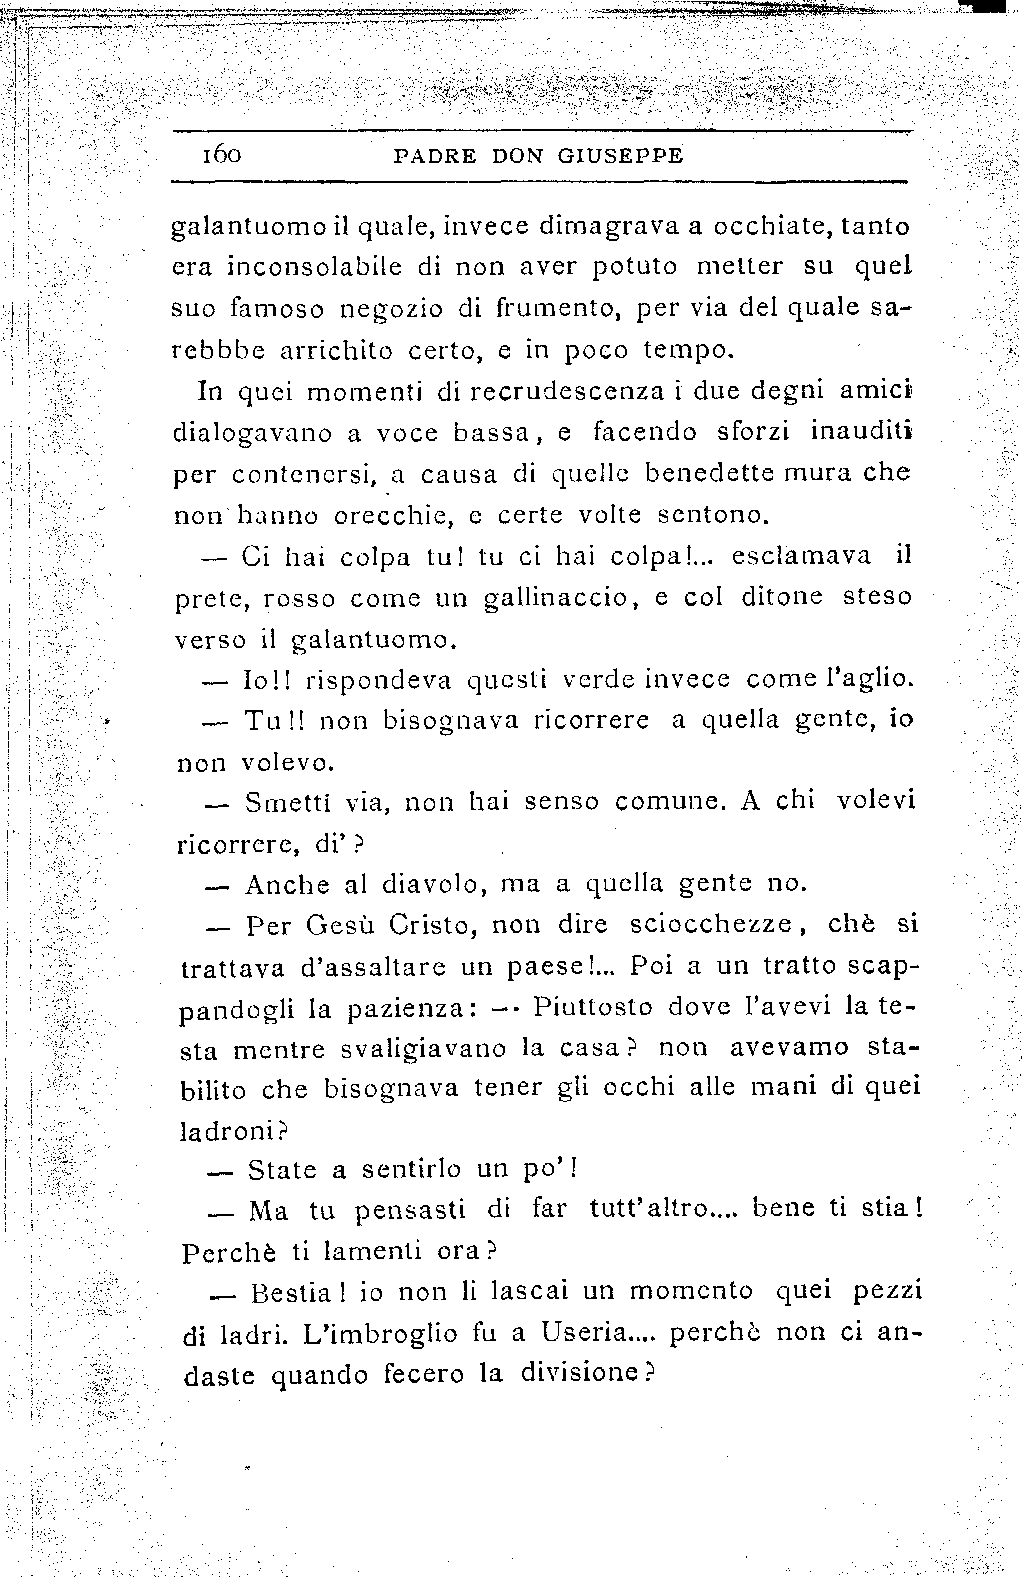 160 PADRE DON GIUSEPPE
galantuomo il quale, invece dimagrava a occhiate, tanto
era inconsolabile di non aver potuto metter su quel
suo famoso negozio di frumento, per via del quale sa-
rebbbe arrichito certo, e in poco tempo.
In quei momenti di recrudescenza i due degni amici
dialogavano a voce bassa, e facendo sforzi inauditi
per contenersi, a causa di quelle benedette mura che
non hanno orecchie, e certe volte sentono.
— Ci hai colpa tu! tu ci hai colpa!... esclamava il
prete, rosso come un gallinaccio, e col ditone steso
verso il galantuomo.
— Io!! rispondeva questi verde invece come l'aglio.
— Tu!! non bisognava ricorrere a quella gente, io
non volevo.
— Smetti via, non hai senso comune. A chi volevi
ricorrere, di' ?
— Anche al diavolo, ma a quella gente no.
— Per Gesù Cristo, non dire sciocchezze, chè si
trattava d'assaltare un paese!... Poi a un tratto scap-
pandogli la pazienza: — Piuttosto dove l'avevi la te-
sta mentre svaligiavano la casa? non avevamo sta-
bilito che bisognava tener gli occhi alle mani di quei
ladroni?
— State a sentirlo un po' !
— Ma tu pensasti di far tutt'altro.... bene ti stia!
Perchè ti lamenti ora?
— Bestia! io non li lascai un momento quei pezzi
di ladri. L'imbroglio fu a Useria.... perchè non ci an-
daste quando fecero la divisione?